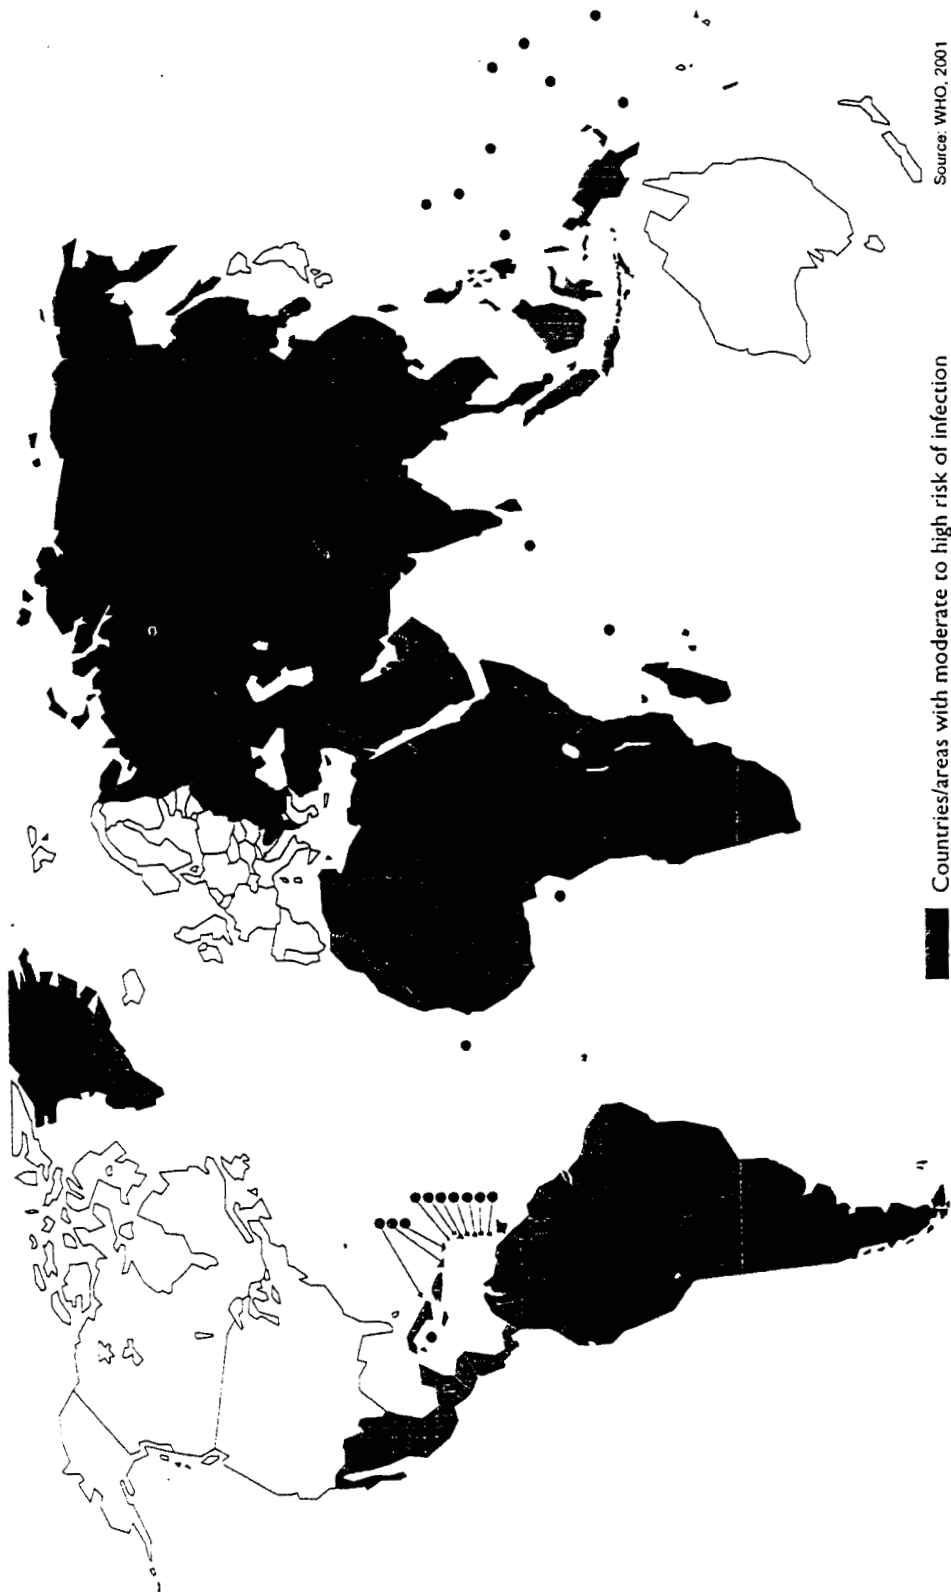 Countries/areas with moderate to high risk of infection
Source: WHO, 2001